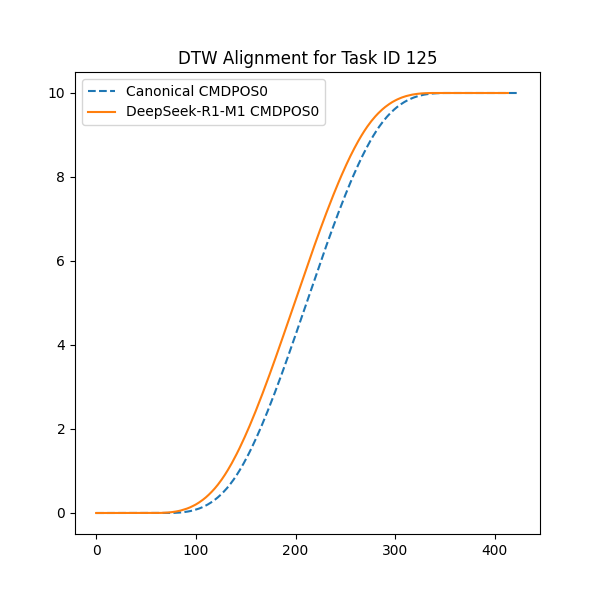 DTW Alignment for Task ID 125
Canonical CMDPOS0
DeepSeek-R1-M1 CMDPOS0
10
8
6
4
2
0
0 100 200 300 400